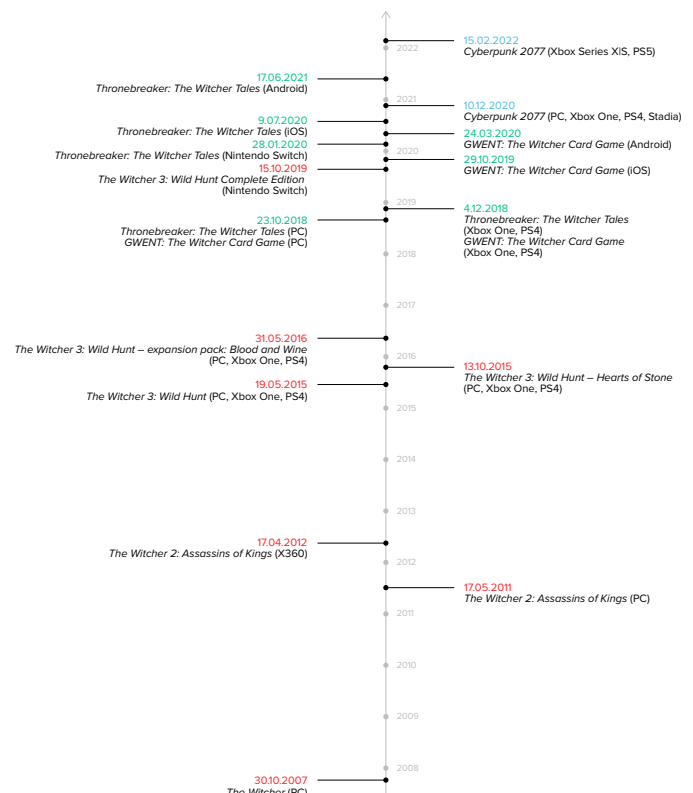 15.02.2022
Cyberpunk 2077 (Xbox Series X|S, PS5)
2022
17.06.2021
Thronebreaker: The Witcher Tales (Android)
2021
10.12.2020
Cyberpunk 2077 (PC, Xbox One, PS4, Stadia)
9.07.2020
Thronebreaker: The Witcher Tales (iOS)
24.03.2020
GWENT: The Witcher Card Game (Android)
28.01.2020
Thronebreaker: The Witcher Tales (Nintendo Switch)
2020
29.10.2019
GWENT: The Witcher Card Game (iOS)
15.10.2019
The Witcher 3: Wild Hunt Complete Edition
(Nintendo Switch)
2019
4.12.2018
Thronebreaker: The Witcher Tales
(Xbox One, PS4)
GWENT: The Witcher Card Game
(Xbox One, PS4)
23.10.2018
Thronebreaker: The Witcher Tales (PC)
GWENT: The Witcher Card Game (PC)
2018
2017
31.05.2016
The Witcher 3: Wild Hunt – expansion pack: Blood and Wine
(PC, Xbox One, PS4)
2016
13.10.2015
The Witcher 3: Wild Hunt – Hearts of Stone
(PC, Xbox One, PS4)
19.05.2015
The Witcher 3: Wild Hunt (PC, Xbox One, PS4)
2015
2014
2013
17.04.2012
The Witcher 2: Assassins of Kings (X360)
2012
17.05.2011
The Witcher 2: Assassins of Kings (PC)
2011
2010
2009
2008
30.10.2007
The Witcher (PC)